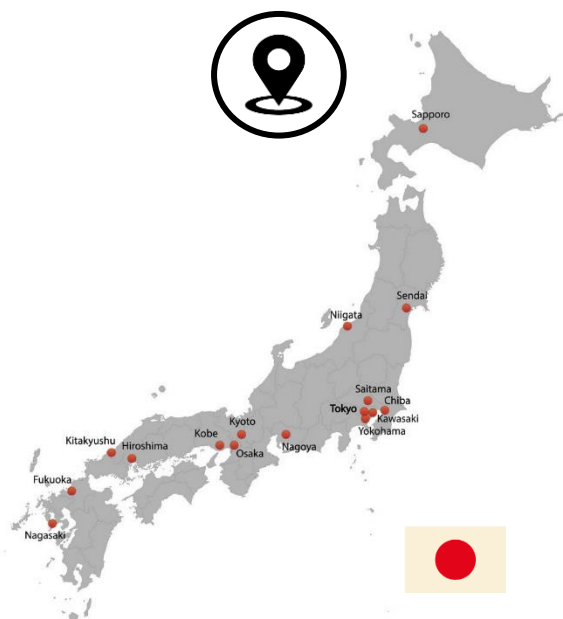 Sapporo
Sendai
Niigata
Saitama
Chiba
Tokyo
Kawasaki
Yokohama
Kyoto
Kobe
Nagoya
Osaka
Kitakyushu
Hiroshima
Fukuoka
Nagasaki